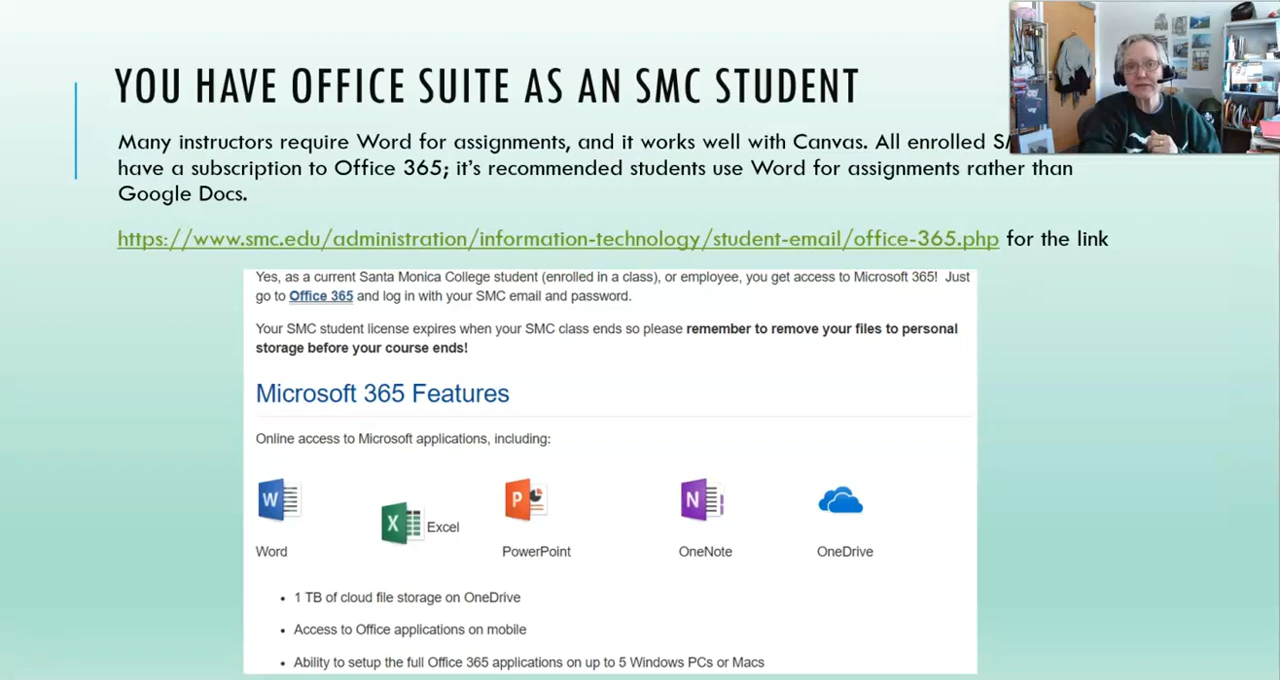 YOU HAVE OFFICE SUITE AS AN SMC STUDENT
Many instructors require Word for assignments, and it works well with Canvas. All enrolled
have a subscription to Office 365; it’s recommended students use Word for assignments rather than
Google Docs.
https://www.smc.edu/administration/information-technology/student-email/office-365.php for the link
Yes, as a current Santa Monica College student (enrolled in a class), or employee, you get access to Microsoft 365! Just
go to Office 365 and log in with your SMC email and password.
Your SMC student license expires when your SMC class ends so please remember to remove your files to personal
storage before your course ends!
Microsoft 365 Features
Online access to Microsoft applications, including:
W
X
Excel
P
N
Word
PowerPoint
OneNote
OneDrive
• 1 TB of cloud file storage on OneDrive
• Access to Office applications on mobile
• Ability to setup the full Office 365 applications on up to 5 Windows PCs or Macs